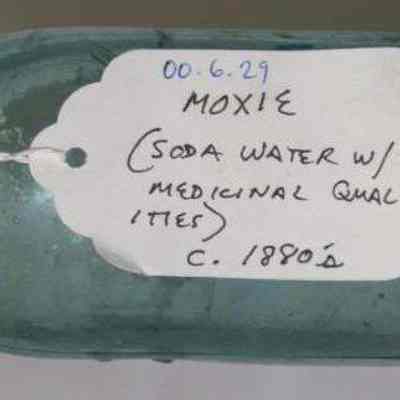 00.6.29
MOXIE
(SODA WATER W/
MEDICINAL QUAL
ITIES)
C. 1880's